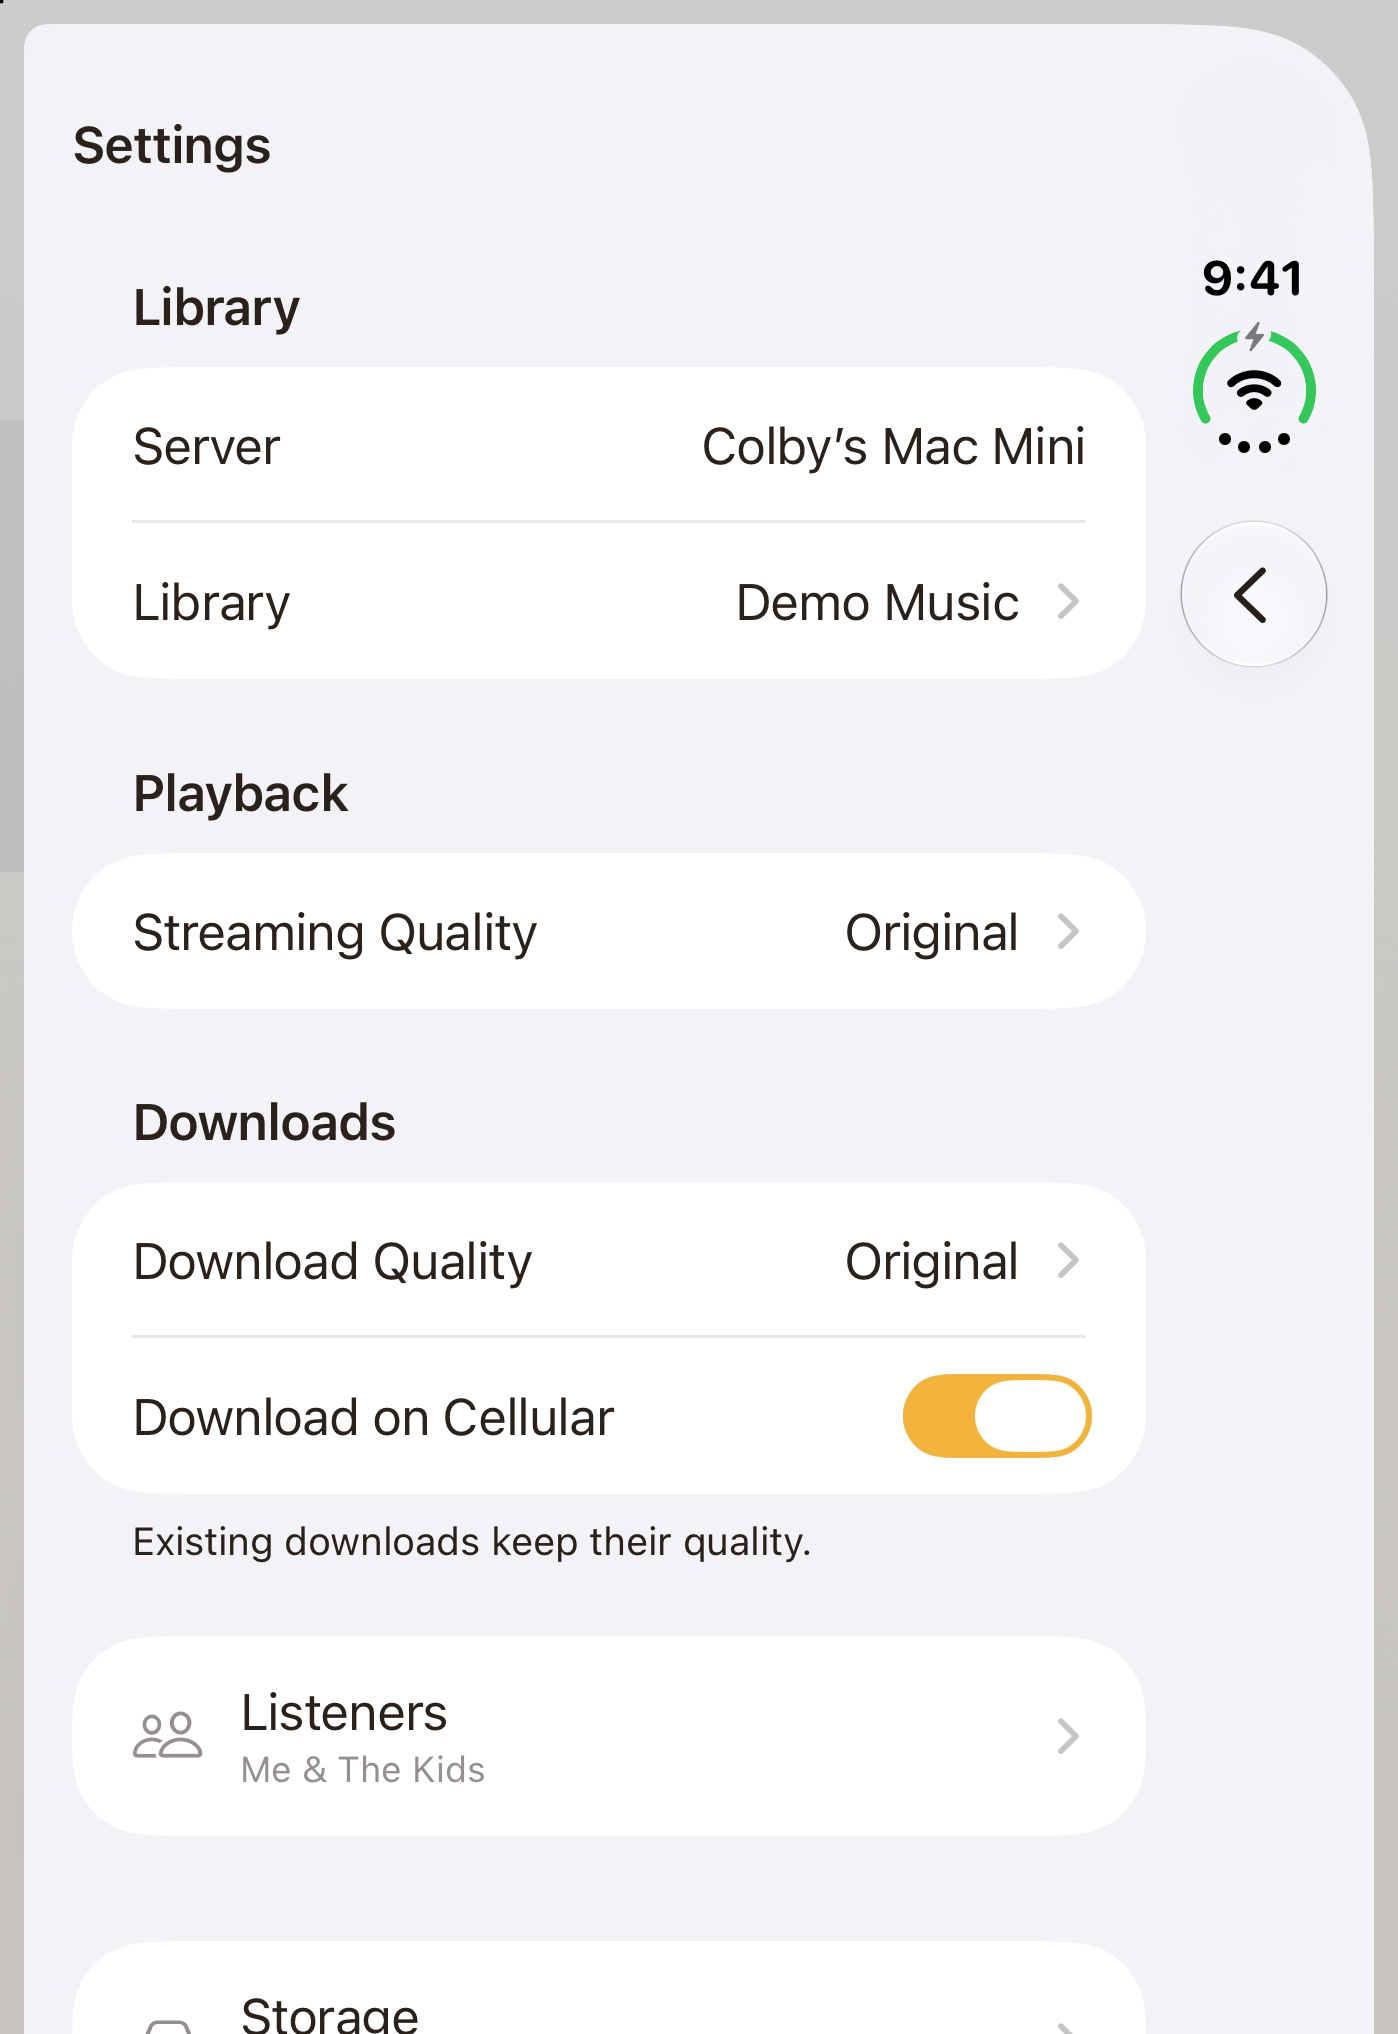 Settings
9:41
Library
Server Colby’s Mac Mini
Library Demo Music
Playback
Streaming Quality Original
Downloads
Download Quality Original
Download on Cellular
Existing downloads keep their quality.
Listeners
Me & The Kids
Storage